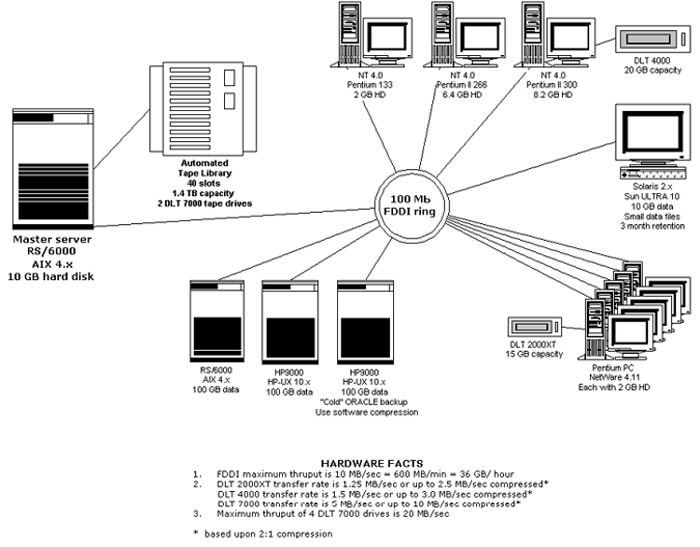 NT 4.0
Pentium 133
2 GB HD
NT 4.0
Pentium II 266
6.4 GB HD
NT 4.0
Pentium II 300
8.2 GB HD
DLT 4000
20 GB capacity
Automated
Tape Library
40 slots
1.4 TB capacity
2 DLT 7000 tape drives
Solaris 2.x
Sun ULTRA 10
10 GB data
Small data files
3 month retention
100 Mb
FDDI ring
Master server
RS/6000
AIX 4.x
10 GB hard disk
DLT 2000XT
15 GB capacity
Pentium PC
NetWare 4.11
Each with 2 GB HD
RS/6000
AIX 4.x
100 GB data
HP9000
HP-UX 10.x
100 GB data
HP9000
HP-UX 10.x
100 GB data
"Cold" ORACLE backup
Use software compression
HARDWARE FACTS
1. FDDI maximum thruput is 10 MB/sec = 600 MB/min = 36 GB/ hour
2. DLT 2000XT transfer rate is 1.25 MB/sec or up to 2.5 MB/sec compressed*
DLT 4000 transfer rate is 1.5 MB/sec or up to 3.0 MB/sec compressed*
DLT 7000 transfer rate is 5 MB/sec or up to 10 MB/sec compressed*
3. Maximum thruput of 4 DLT 7000 drives is 20 MB/sec
* based upon 2:1 compression